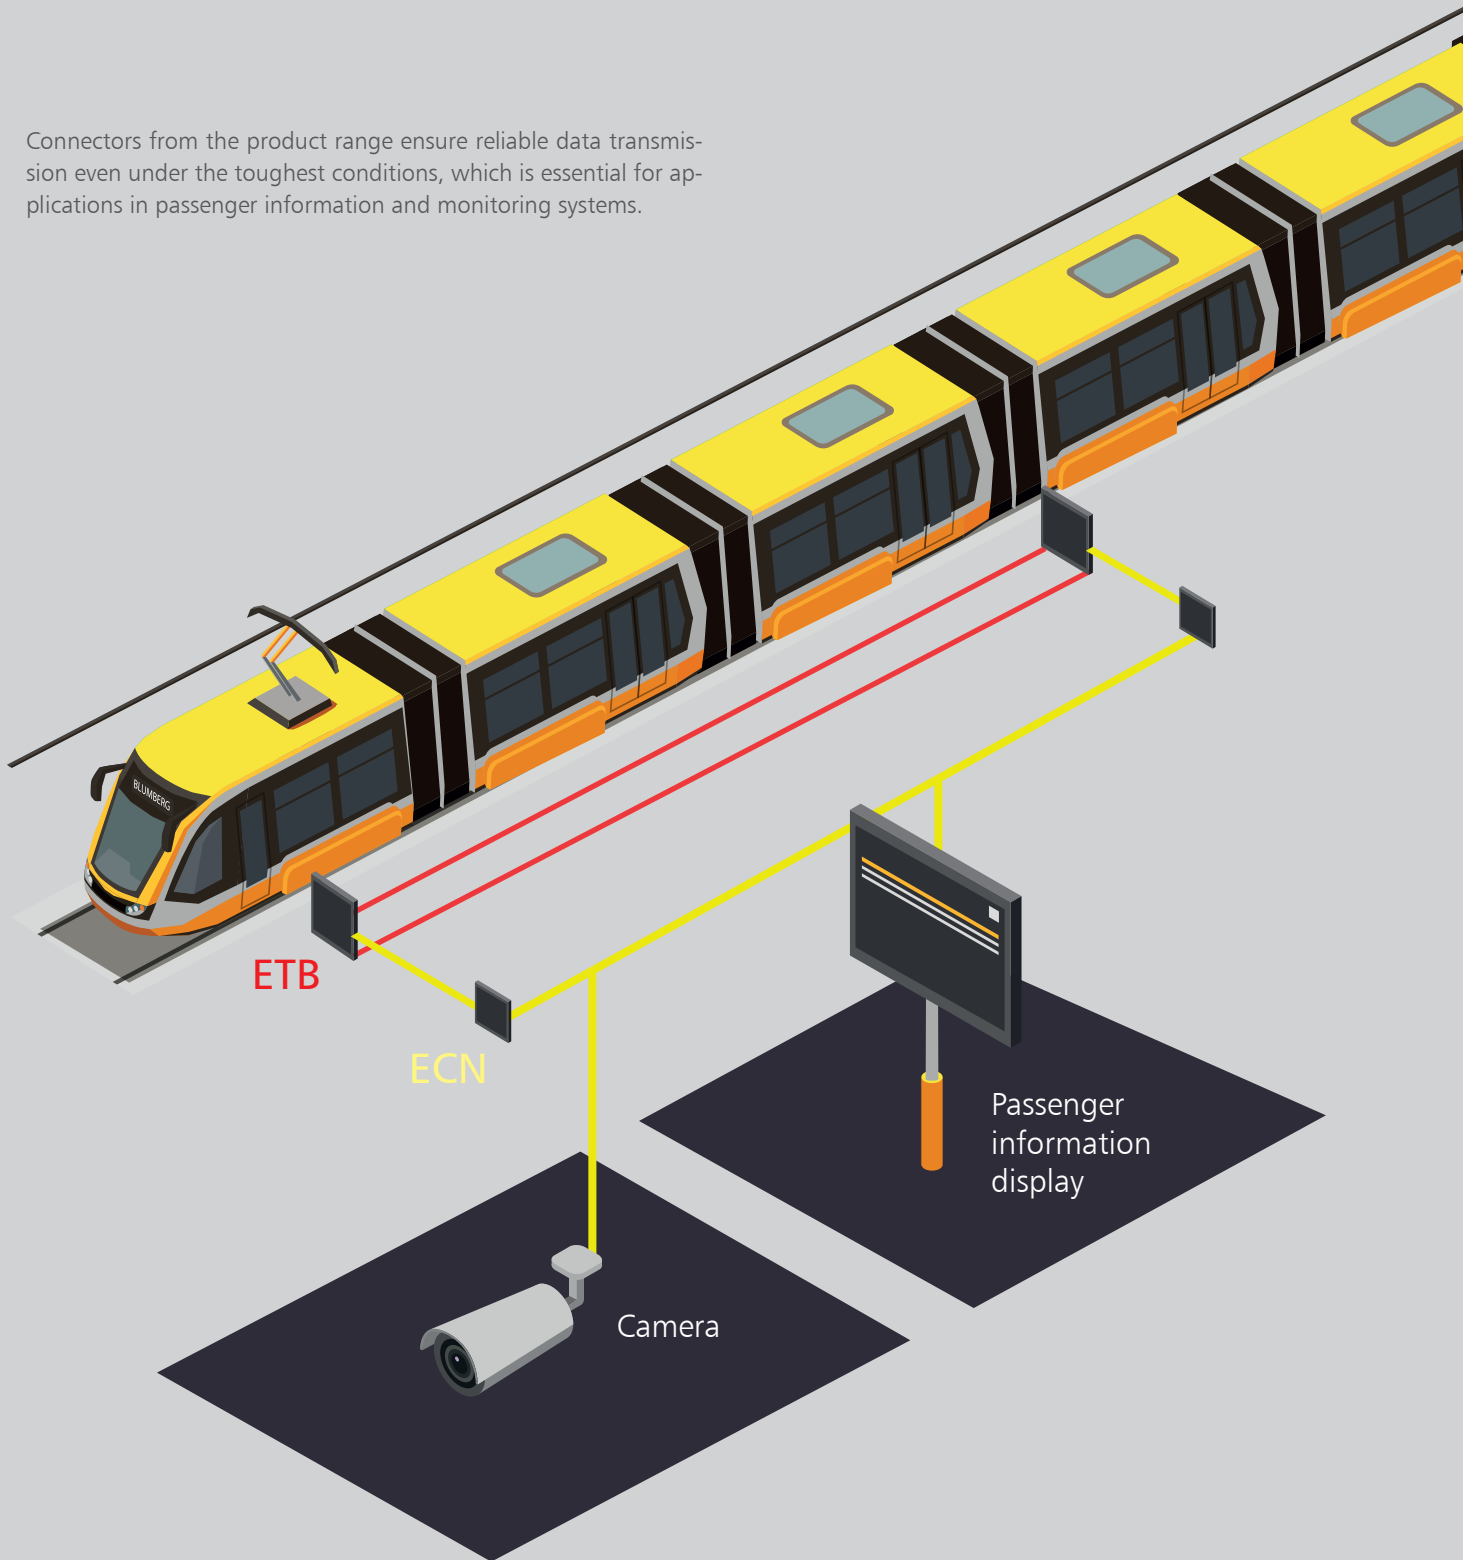 Connectors from the product range ensure reliable data transmis-
sion even under the toughest conditions, which is essential for ap-
plications in passenger information and monitoring systems.
BLUMBERG
ETB
ECN
Passenger
information
display
Camera